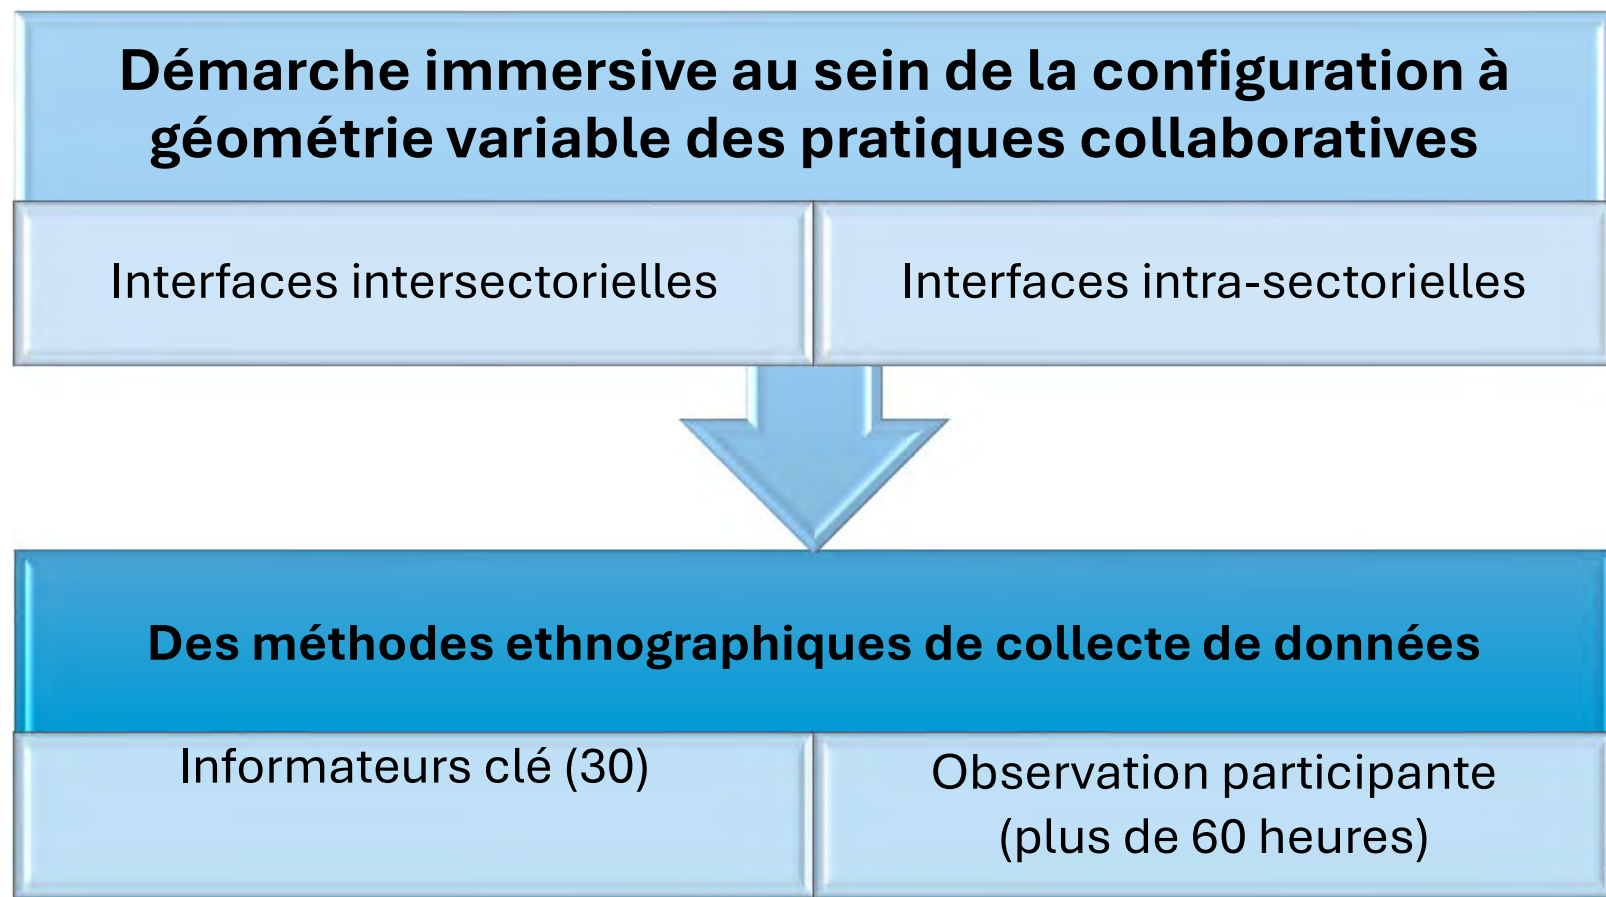 Démarche immersive au sein de la configuration à
géométrie variable des pratiques collaboratives
Interfaces intersectorielles
Interfaces intra-sectorielles
Des méthodes ethnographiques de collecte de données
Informateurs clé (30)
Observation participante
(plus de 60 heures)